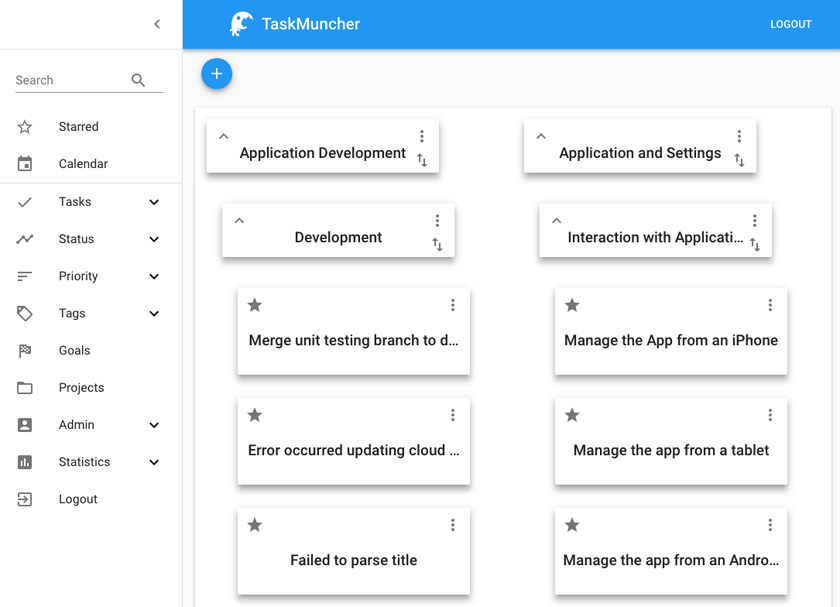 TaskMuncher
LOGOUT
Search
Starred
Calendar
Tasks
Status
Priority
Tags
Goals
Projects
Admin
Statistics
Logout
Application Development
Development
Merge unit testing branch to d...
Error occurred updating cloud ...
Failed to parse title
Application and Settings
Interaction with Applicati...
Manage the App from an iPhone
Manage the app from a tablet
Manage the app from an Andro...